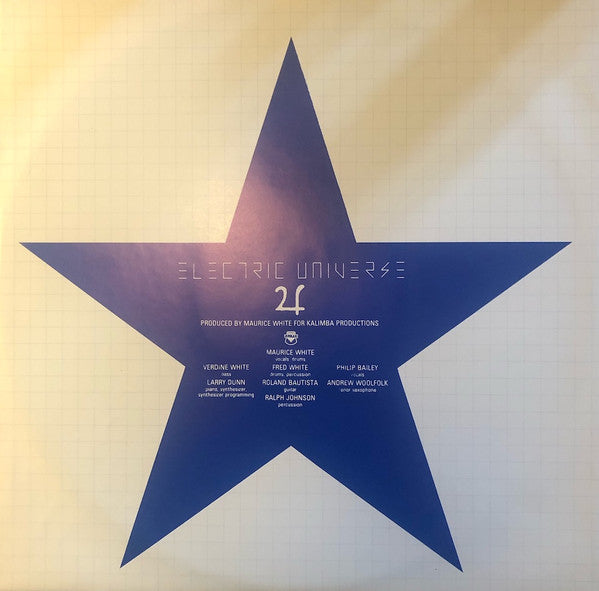 ELECTRIC UNIVERSE
PRODUCED BY MAURICE WHITE FOR KALIMBA PRODUCTIONS
MAURICE WHITE
vocals drums
VERDINE WHITE
bass
FRED WHITE
drums, percussion
PHILIP BAILEY
vocals
LARRY DUNN
piano, synthesizer,
synthesizer programming
ROLAND BAUTISTA
guitar
ANDREW WOOLFOLK
tenor saxophone
RALPH JOHNSON
percussion